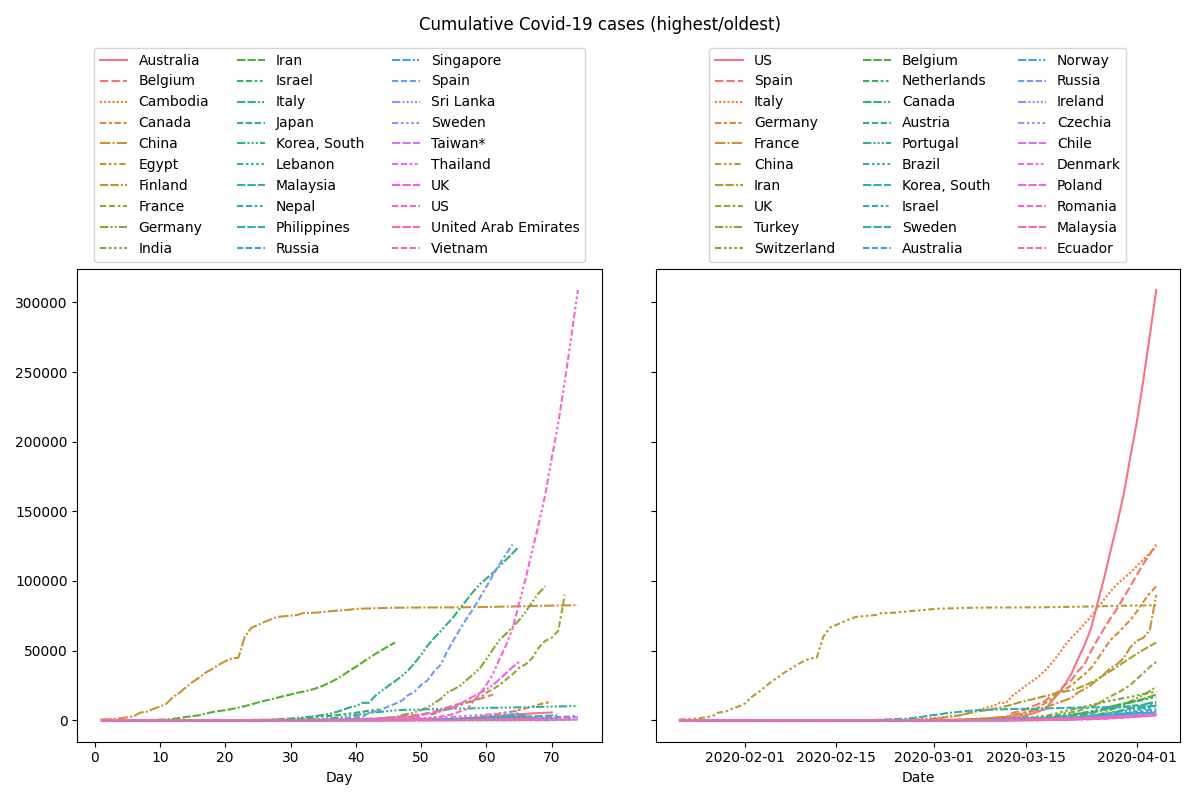 Cumulative Covid-19 cases (highest/oldest)
Australia
Belgium
Cambodia
Canada
China
Egypt
Finland
France
Germany
India
Iran
Israel
Italy
Japan
Korea, South
Lebanon
Malaysia
Nepal
Philippines
Russia
Singapore
Spain
Sri Lanka
Sweden
Taiwan*
Thailand
UK
US
United Arab Emirates
Vietnam
US
Spain
Italy
Germany
France
China
Iran
UK
Turkey
Switzerland
Belgium
Netherlands
Canada
Austria
Portugal
Brazil
Korea, South
Israel
Sweden
Australia
Norway
Russia
Ireland
Czechia
Chile
Denmark
Poland
Romania
Malaysia
Ecuador
300000
250000
200000
150000
100000
50000
0
0 10 20 30 40 50 60 70
Day
2020-02-01 2020-02-15 2020-03-01 2020-03-15 2020-04-01
Date